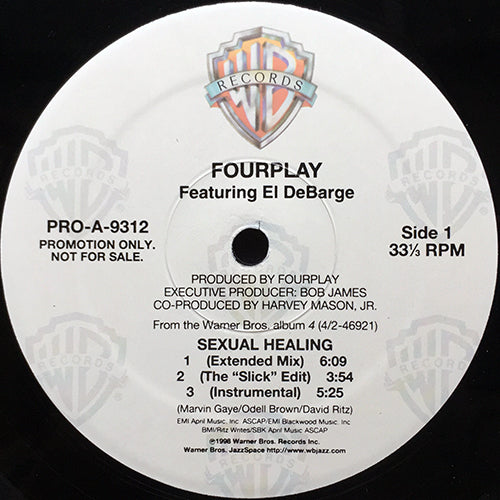 WB
RECORDS
FOURPLAY
Featuring El DeBarge
PRO-A-9312
PROMOTION ONLY.
NOT FOR SALE.
Side 1
33⅓ RPM
PRODUCED BY FOURPLAY
EXECUTIVE PRODUCER: BOB JAMES
CO-PRODUCED BY HARVEY MASON, JR.
From the Warner Bros. album 4 (4/2-46921)
SEXUAL HEALING
1 (Extended Mix) 6:09
2 (The “Slick” Edit) 3:54
3 (Instrumental) 5:25
(Marvin Gaye/Odell Brown/David Ritz)
EMI April Music, Inc. ASCAP/EMI Blackwood Music, Inc.
BMI/Ritz Writes/SBK April Music ASCAP
℗1998 Warner Bros. Records Inc.
Warner Bros. JazzSpace http://www.wbjazz.com